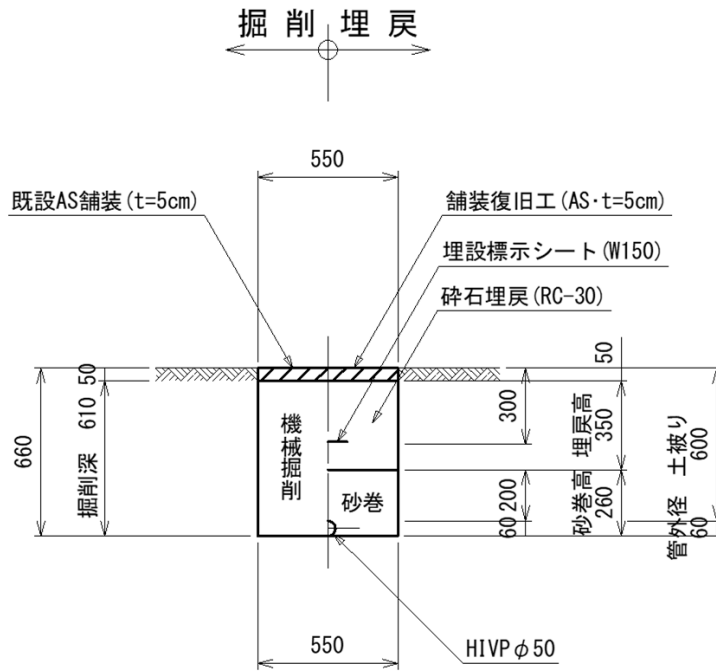 掘削 埋戻
550
既設AS舗装(t=5cm)
舗装復旧工(AS・t=5cm)
埋設標示シート(W150)
砕石埋戻(RC-30)
50
50
660
掘削深 610
機械掘削
300
埋戻高
350
土被り
600
砂巻
200
60
砂巻高
260
管外径
60
HIVPφ50
550